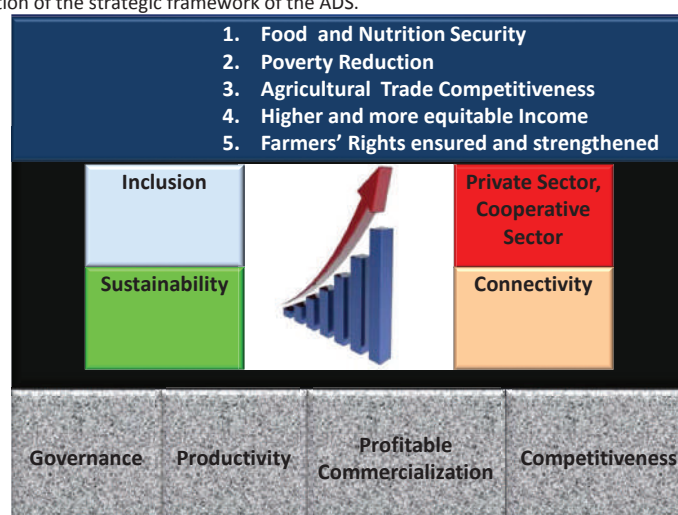 tion of the strategic framework of the ADS.
1. Food and Nutrition Security
2. Poverty Reduction
3. Agricultural Trade Competitiveness
4. Higher and more equitable Income
5. Farmers' Rights ensured and strengthened
Inclusion
Private Sector,
Cooperative
Sector
Sustainability
Connectivity
Governance
Productivity
Profitable
Commercialization
Competitiveness